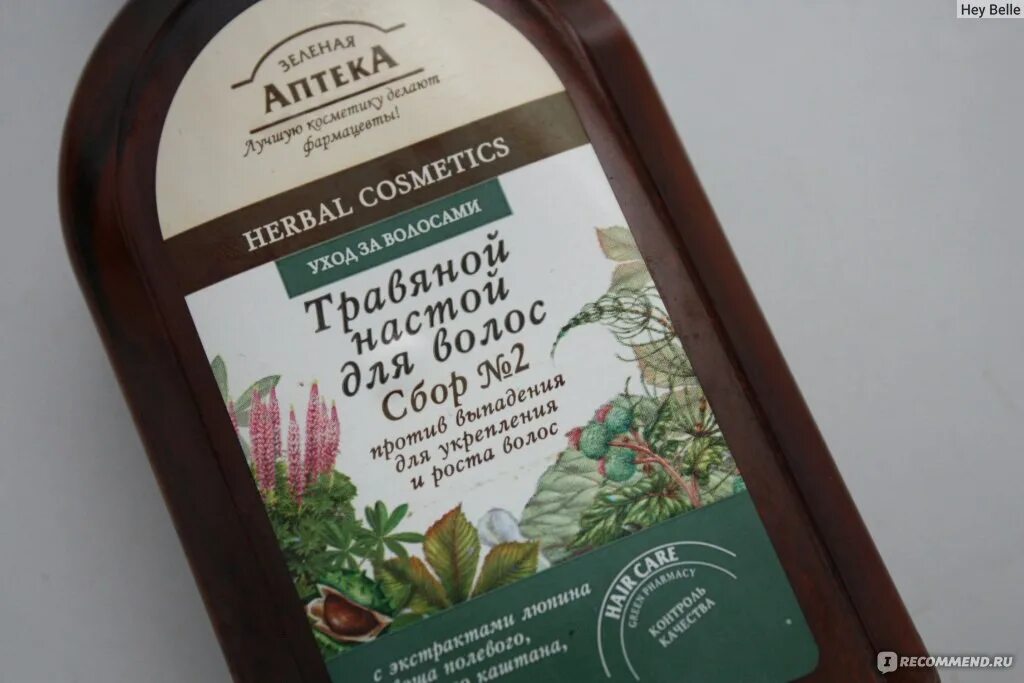 Hey Belle
ЗЕЛЕНАЯ
АПТЕКА
Лучшую косметику делают
фармацевты!
HERBAL COSMETICS
УХОД ЗА ВОЛОСАМИ
Травяной
настой
для волос
Сбор №2
против выпадения
для укрепления
и роста волос
HAIR CARE
GREEN PHARMACY
КОНТРОЛЬ
КАЧЕСТВА
с экстрактами люпина
полевого,
каштана,
IRECOMMEND.RU